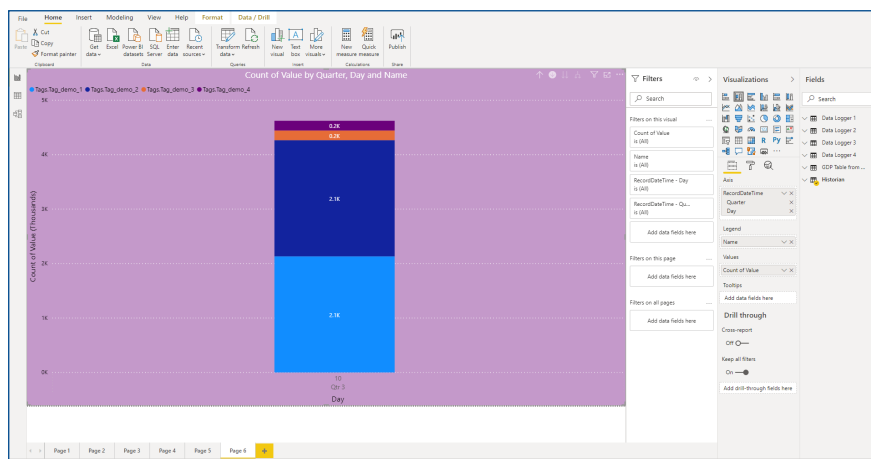 File Home Insert Modeling View Help Format Data / Drill
Paste
Cut
Copy
Format painter
Get data
Excel
Power BI datasets
SQL Server
Enter data
Recent sources
Transform data
Refresh
New visual
Text box
More visuals
New measure
Quick measure
Publish
Clipboard Data Queries Insert Calculations Share
Count of Value by Quarter, Day and Name
Tags.Tag_demo_1 Tags.Tag_demo_2 Tags.Tag_demo_3 Tags.Tag_demo_4
Count of Value (Thousands)
5K
4K
3K
2K
1K
0K
0.2K
0.2K
2.1K
2.1K
10
Qtr 3
Day
Filters
Search
Filters on this visual ...
Count of Value
is (All)
Name
is (All)
RecordDateTime - Day
is (All)
RecordDateTime - Qu...
is (All)
Add data fields here
Filters on this page ...
Add data fields here
Filters on all pages ...
Add data fields here
Visualizations
R Py
...
Axis
RecordDateTime
Quarter
Day
Legend
Name
Values
Count of Value
Tooltips
Add data fields here
Drill through
Cross-report
Off
Keep all filters
On
Add drill-through fields here
Fields
Search
Data Logger 1
Data Logger 2
Data Logger 3
Data Logger 4
GDP Table from ...
Historian
Page 1 Page 2 Page 3 Page 4 Page 5 Page 6 +